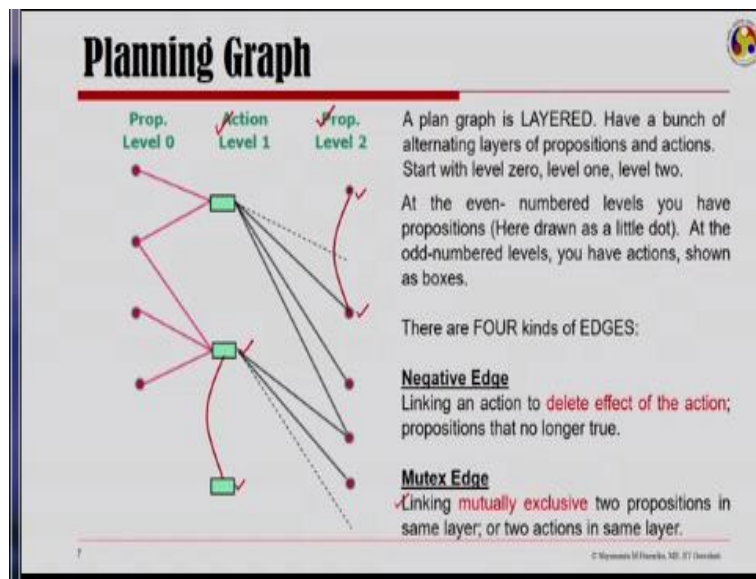 Planning Graph
Prop.
Level 0
Action
Level 1
Prop.
Level 2
A plan graph is LAYERED. Have a bunch of
alternating layers of propositions and actions.
Start with level zero, level one, level two.
At the even- numbered levels you have
propositions (Here drawn as a little dot). At the
odd-numbered levels, you have actions, shown
as boxes.
There are FOUR kinds of EDGES:
Negative Edge
Linking an action to delete effect of the action;
propositions that no longer true.
Mutex Edge
Linking mutually exclusive two propositions in
same layer; or two actions in same layer.
7